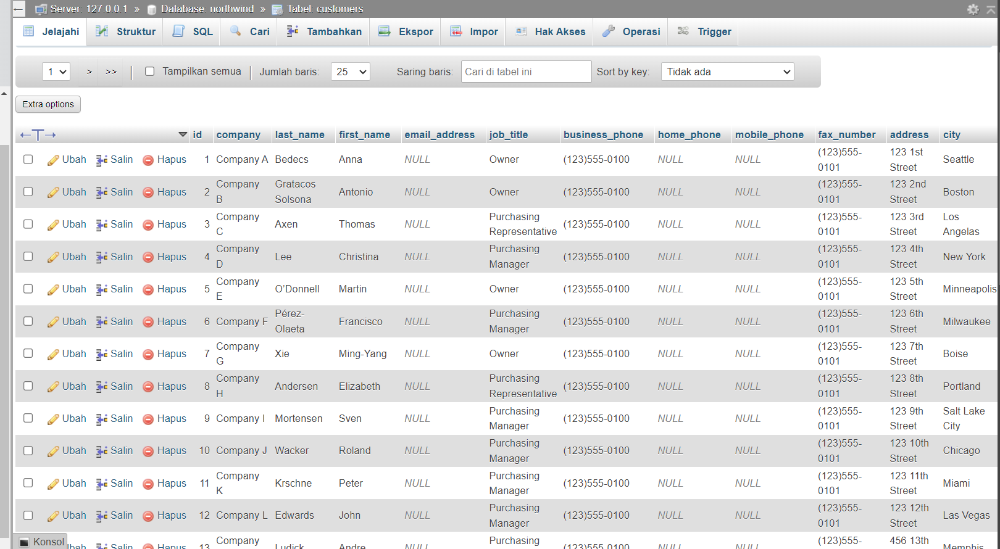 Server: 127.0.0.1 » Database: northwind » Tabel: customers
Jelajahi Struktur SQL Cari Tambahkan Ekspor Impor Hak Akses Operasi Trigger
1 > >> Tampilkan semua Jumlah baris: 25 Saring baris: Cari di tabel ini Sort by key: Tidak ada
Extra options
id company last_name first_name email_address job_title business_phone home_phone mobile_phone fax_number address city
Ubah Salin Hapus 1 Company A Bedecs Anna NULL Owner (123)555-0100 NULL NULL (123)555-0101 123 1st Street Seattle
Ubah Salin Hapus 2 Company B Gratacos Solsona Antonio NULL Owner (123)555-0100 NULL NULL (123)555-0101 123 2nd Street Boston
Ubah Salin Hapus 3 Company C Axen Thomas NULL Purchasing Representative (123)555-0100 NULL NULL (123)555-0101 123 3rd Street Los Angelas
Ubah Salin Hapus 4 Company D Lee Christina NULL Purchasing Manager (123)555-0100 NULL NULL (123)555-0101 123 4th Street New York
Ubah Salin Hapus 5 Company E O’Donnell Martin NULL Owner (123)555-0100 NULL NULL (123)555-0101 123 5th Street Minneapolis
Ubah Salin Hapus 6 Company F Pérez-Olaeta Francisco NULL Purchasing Manager (123)555-0100 NULL NULL (123)555-0101 123 6th Street Milwaukee
Ubah Salin Hapus 7 Company G Xie Ming-Yang NULL Owner (123)555-0100 NULL NULL (123)555-0101 123 7th Street Boise
Ubah Salin Hapus 8 Company H Andersen Elizabeth NULL Purchasing Representative (123)555-0100 NULL NULL (123)555-0101 123 8th Street Portland
Ubah Salin Hapus 9 Company I Mortensen Sven NULL Purchasing Manager (123)555-0100 NULL NULL (123)555-0101 123 9th Street Salt Lake City
Ubah Salin Hapus 10 Company J Wacker Roland NULL Purchasing Manager (123)555-0100 NULL NULL (123)555-0101 123 10th Street Chicago
Ubah Salin Hapus 11 Company K Krschne Peter NULL Purchasing Manager (123)555-0100 NULL NULL (123)555-0101 123 11th Street Miami
Ubah Salin Hapus 12 Company L Edwards John NULL Purchasing Manager (123)555-0100 NULL NULL (123)555-0101 123 12th Street Las Vegas
Konsol Salin Hapus 13 Company Ludick Andre NULL Purchasing (123)555-0100 NULL NULL (123)555- 456 13th Memphis